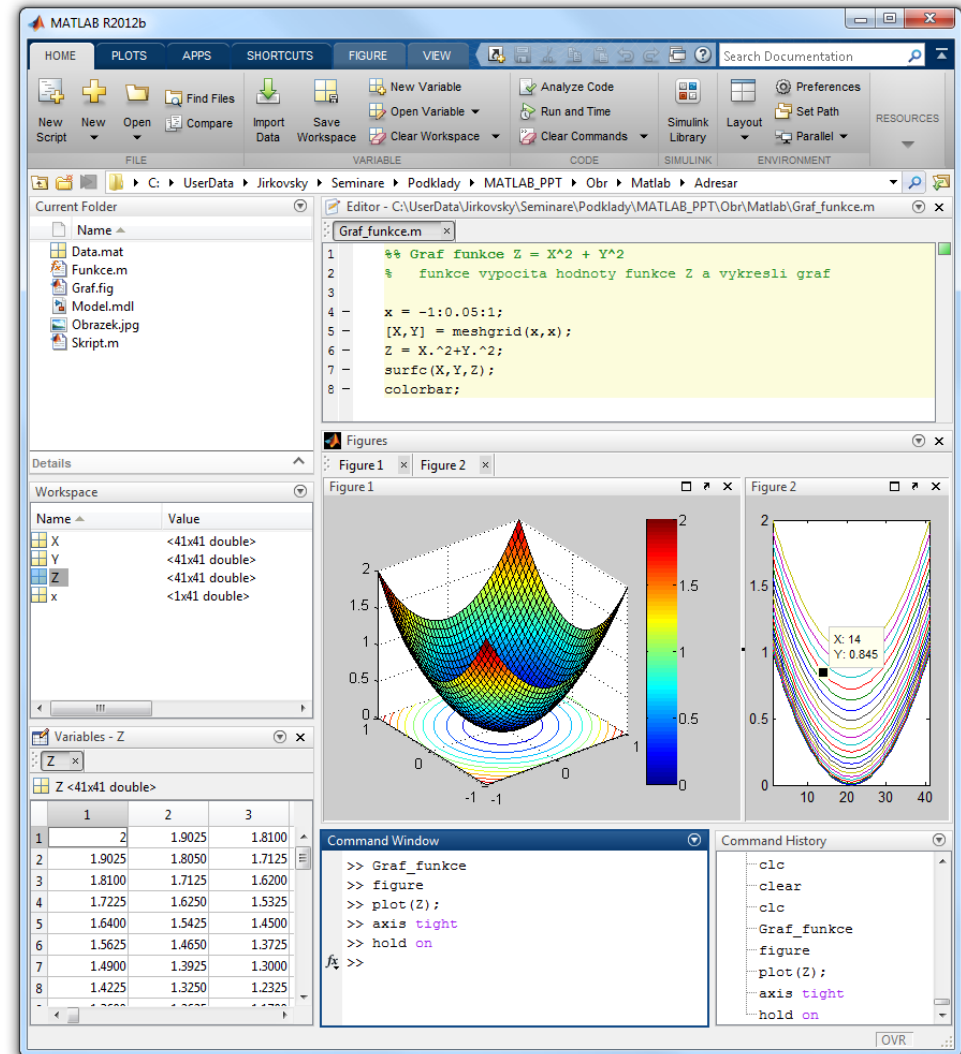 MATLAB R2012b
HOME PLOTS APPS SHORTCUTS FIGURE VIEW Search Documentation
New Script
New
Open
Find Files
Compare
Import Data
Save Workspace
New Variable
Open Variable
Clear Workspace
Analyze Code
Run and Time
Clear Commands
Simulink Library
Layout
Preferences
Set Path
Parallel
RESOURCES
FILE VARIABLE CODE SIMULINK ENVIRONMENT
C: UserData Jirkovsky Seminare Podklady MATLAB_PPT Obr Matlab Adresar
Current Folder
Name
Data.mat
Funkce.m
Graf.fig
Model.mdl
Obrazek.jpg
Skript.m
Details
Editor - C:\UserData\Jirkovsky\Seminare\Podklady\MATLAB_PPT\Obr\Matlab\Graf_funkce.m
Graf_funkce.m
1 %% Graf funkce Z = X^2 + Y^2
2 % funkce vypocita hodnoty funkce Z a vykresli graf
3
4 – x = -1:0.05:1;
5 – [X,Y] = meshgrid(x,x);
6 – Z = X.^2+Y.^2;
7 – surfc(X,Y,Z);
8 – colorbar;
Workspace
Name Value
X <41x41 double>
Y <41x41 double>
Z <41x41 double>
x <1x41 double>
Figures
Figure 1 Figure 2
Figure 1
2
1.5
1
0.5
0
1
0
-1
-1
0
1
2
1.5
1
0.5
0
Figure 2
2
1.5
1
0.5
0
10 20 30 40
X: 14
Y: 0.845
Variables - Z
Z
Z <41x41 double>
1 2 3
1 2 1.9025 1.8100
2 1.9025 1.8050 1.7125
3 1.8100 1.7125 1.6200
4 1.7225 1.6250 1.5325
5 1.6400 1.5425 1.4500
6 1.5625 1.4650 1.3725
7 1.4900 1.3925 1.3000
8 1.4225 1.3250 1.2325
Command Window
>> Graf_funkce
>> figure
>> plot(Z);
>> axis tight
>> hold on
fx >>
Command History
clc
clear
clc
Graf_funkce
figure
plot(Z);
axis tight
hold on
OVR